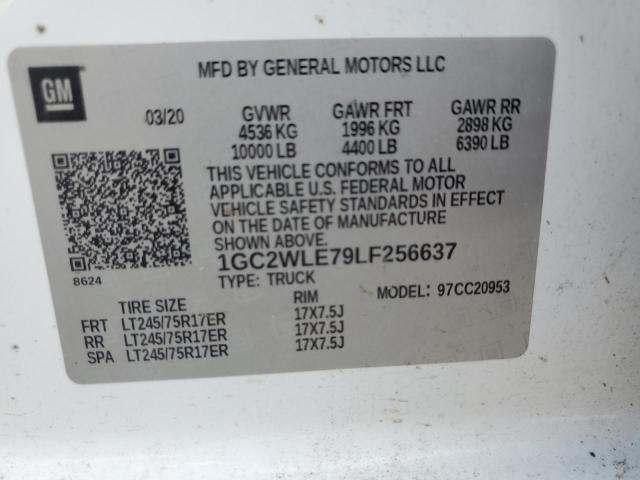 GM
MFD BY GENERAL MOTORS LLC
03/20 GVWR GAWR FRT GAWR RR
4536 KG 1996 KG 2898 KG
10000 LB 4400 LB 6390 LB
THIS VEHICLE CONFORMS TO ALL
APPLICABLE U.S. FEDERAL MOTOR
VEHICLE SAFETY STANDARDS IN EFFECT
ON THE DATE OF MANUFACTURE
SHOWN ABOVE.
8624
1GC2WLE79LF256637
TYPE: TRUCK MODEL: 97CC20953
TIRE SIZE RIM
FRT LT245/75R17ER 17X7.5J
RR LT245/75R17ER 17X7.5J
SPA LT245/75R17ER 17X7.5J